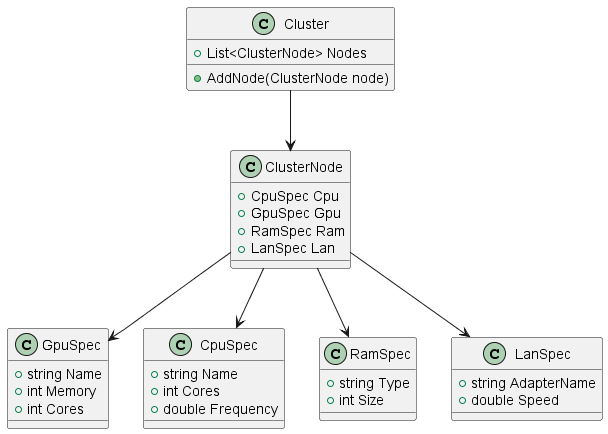 C Cluster
List<ClusterNode> Nodes
AddNode(ClusterNode node)
C ClusterNode
CpuSpec Cpu
GpuSpec Gpu
RamSpec Ram
LanSpec Lan
C GpuSpec
string Name
int Memory
int Cores
C CpuSpec
string Name
int Cores
double Frequency
C RamSpec
string Type
int Size
C LanSpec
string AdapterName
double Speed